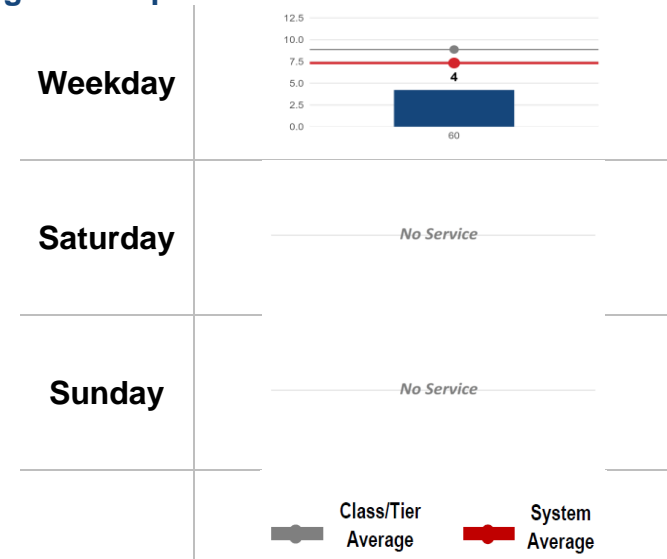 Weekday
12.5
10.0
7.5
5.0
2.5
0.0
4
60
Saturday
No Service
Sunday
No Service
Class/Tier
Average
System
Average